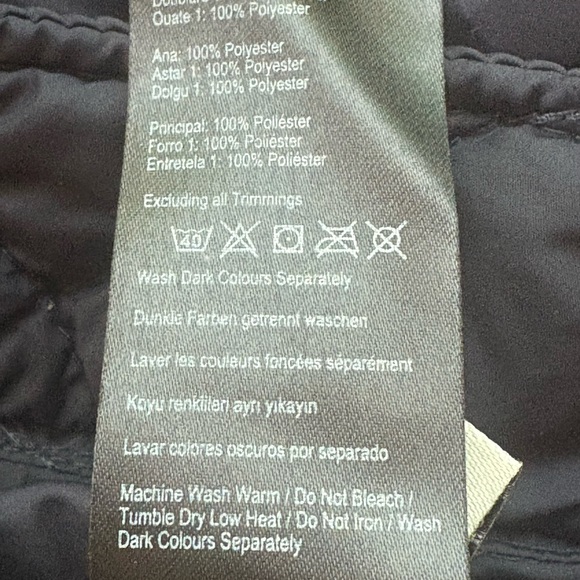 Ouate 1: 100% Polyester
Ana: 100% Polyester
Astar 1: 100% Polyester
Dolgu 1: 100% Polyester
Principal: 100% Poliéster
Forro 1: 100% Poliéster
Entretela 1: 100% Poliéster
Excluding all Trimmings
40
Wash Dark Colours Separately
Dunkle Farben getrennt waschen
Laver les couleurs foncées séparément
Koyu renklileri ayrı yıkayın
Lavar colores oscuros por separado
Machine Wash Warm / Do Not Bleach /
Tumble Dry Low Heat / Do Not Iron / Wash
Dark Colours Separately